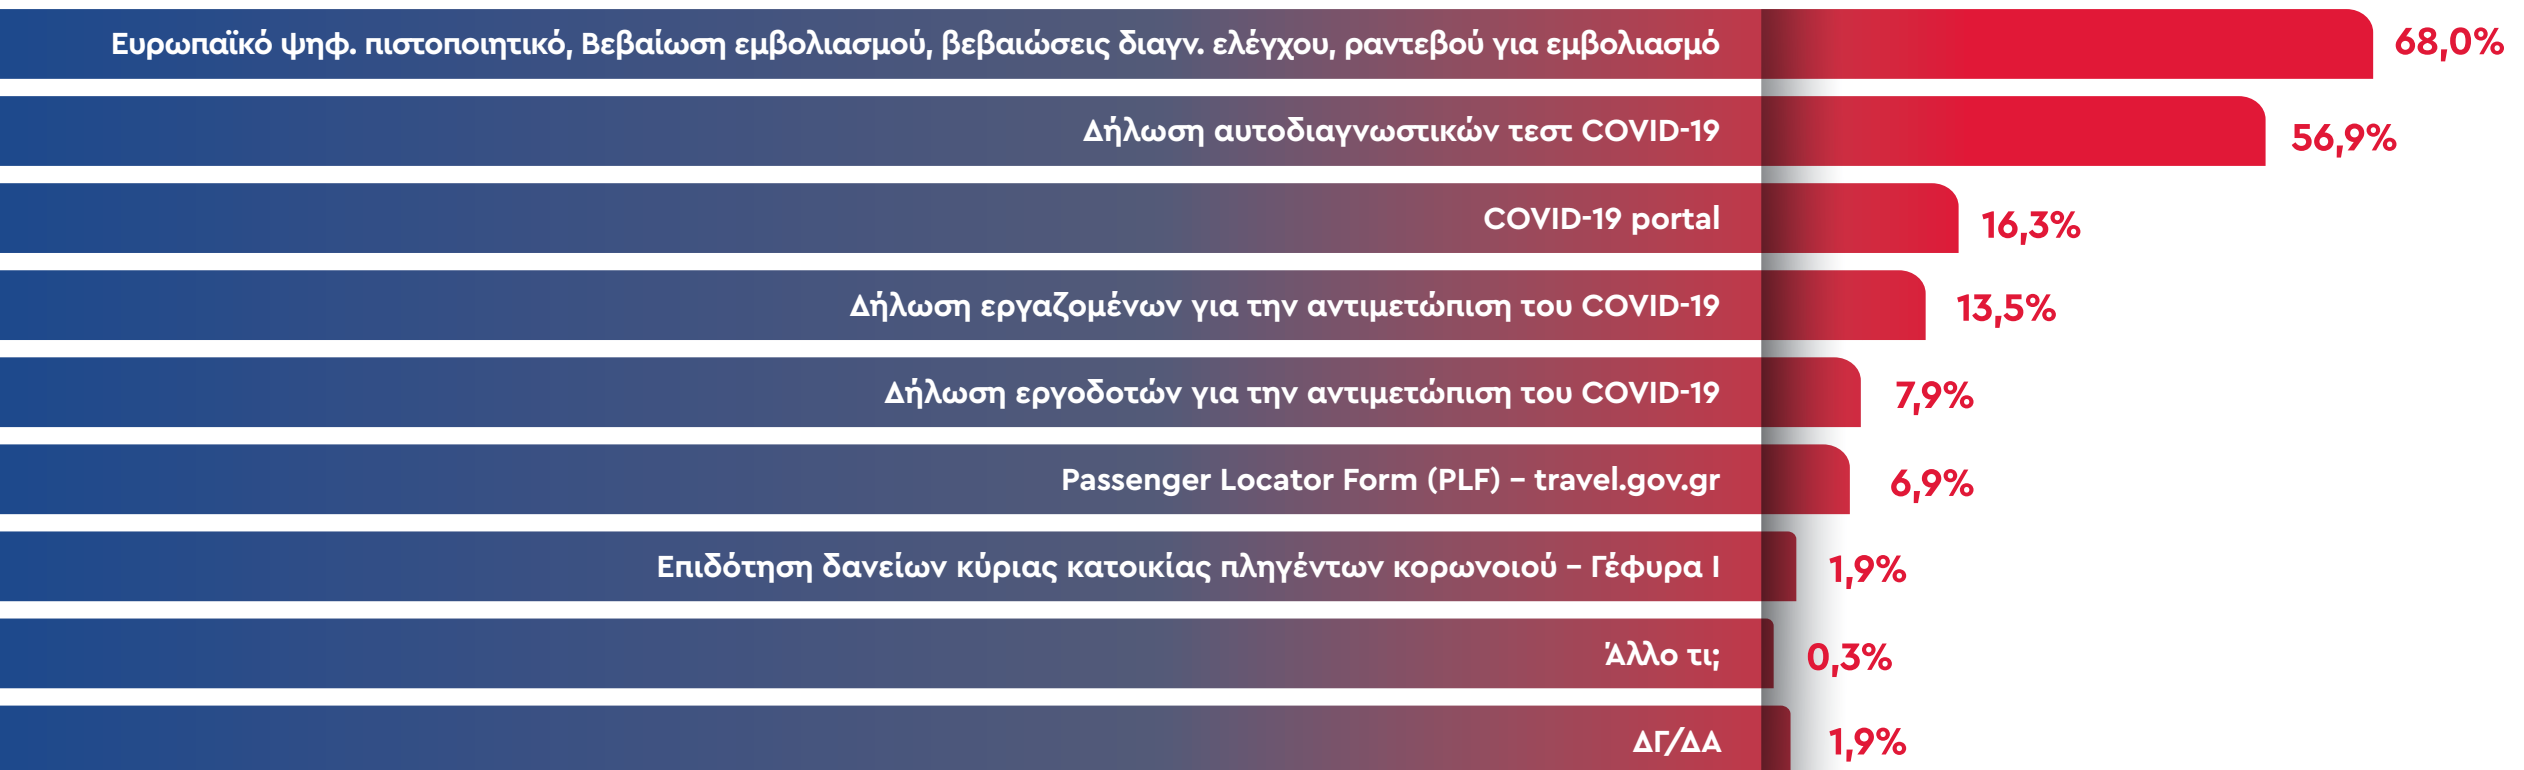 Ευρωπαϊκό ψηφ. πιστοποιητικό, Βεβαίωση εμβολιασμού, βεβαιώσεις διαγν. ελέγχου, ραντεβού για εμβολιασμό 68,0%
Δήλωση αυτοδιαγνωστικών τεστ COVID-19 56,9%
COVID-19 portal 16,3%
Δήλωση εργαζομένων για την αντιμετώπιση του COVID-19 13,5%
Δήλωση εργοδοτών για την αντιμετώπιση του COVID-19 7,9%
Passenger Locator Form (PLF) – travel.gov.gr 6,9%
Επιδότηση δανείων κύριας κατοικίας πληγέντων κορωνοιού – Γέφυρα Ι 1,9%
Άλλο τι; 0,3%
ΔΓ/ΔΑ 1,9%